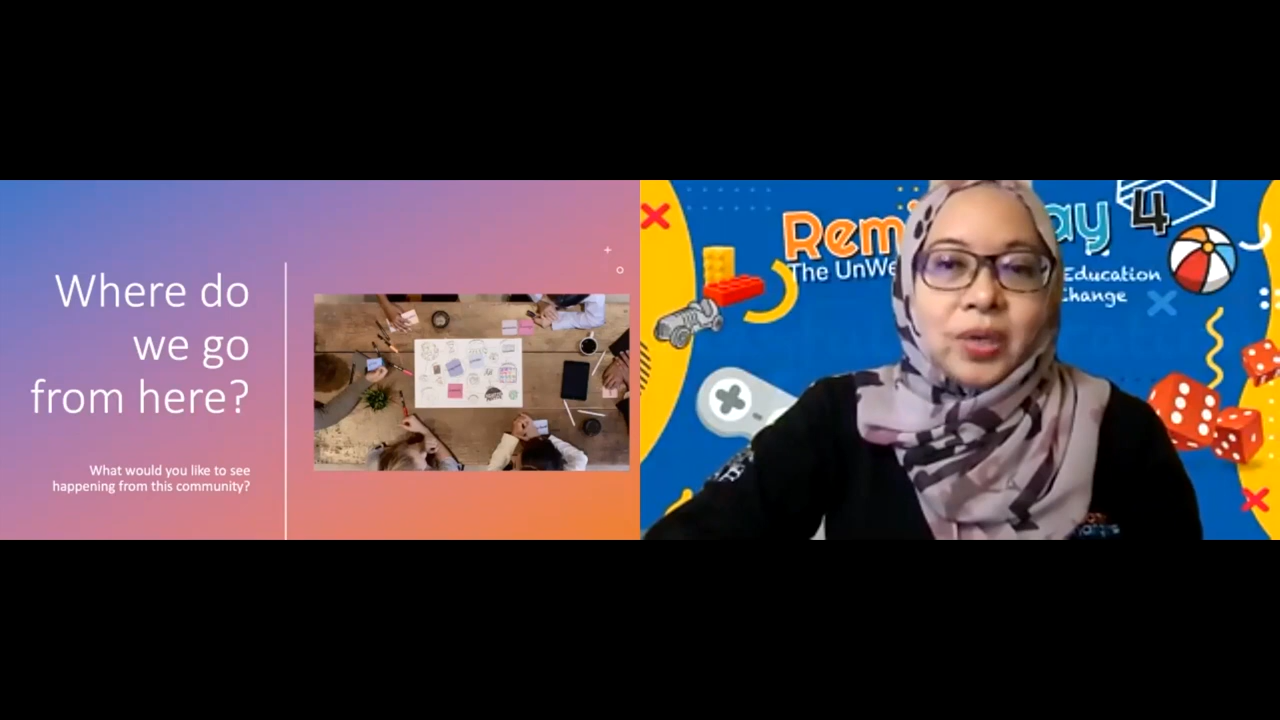 Where do
we go
from here?
What would you like to see
happening from this community?
Rem
ay 4
The UnWe
Education
Change